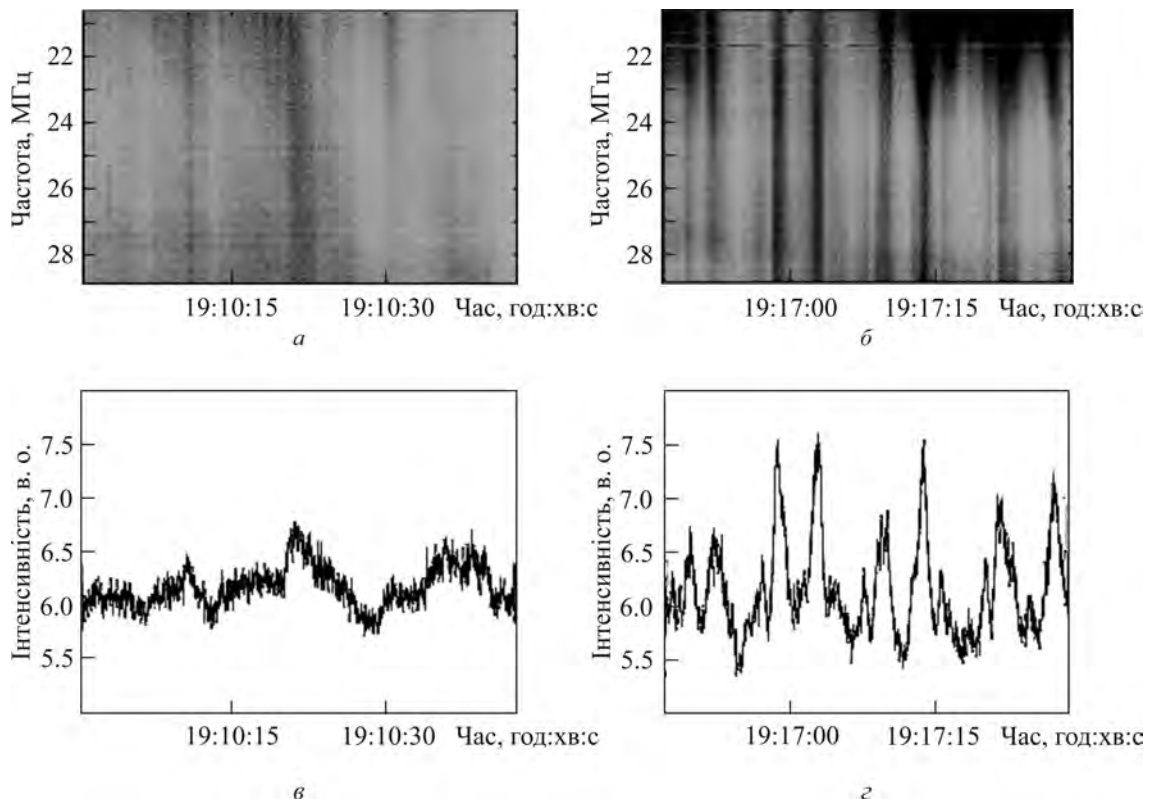 Частота, МГц
22
24
26
28
19:10:15 19:10:30 Час, год:хв:с
а
Частота, МГц
22
24
26
28
19:17:00 19:17:15 Час, год:хв:с
б
Інтенсивність, в. о.
7.5
7.0
6.5
6.0
5.5
19:10:15 19:10:30 Час, год:хв:с
в
Інтенсивність, в. о.
7.5
7.0
6.5
6.0
5.5
19:17:00 19:17:15 Час, год:хв:с
г